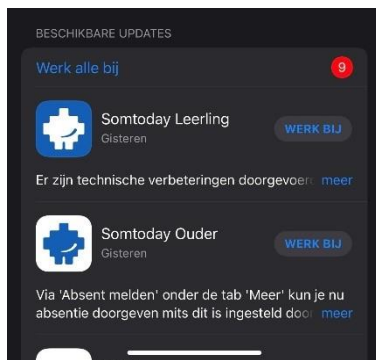 BESCHIKBARE UPDATES
Werk alle bij
9
Somtoday Leerling
Gisteren
WERK BIJ
Er zijn technische verbeteringen doorgevoer meer
Somtoday Ouder
Gisteren
WERK BIJ
Via 'Absent melden' onder de tab 'Meer' kun je nu
absentie doorgeven mits dit is ingesteld doo meer